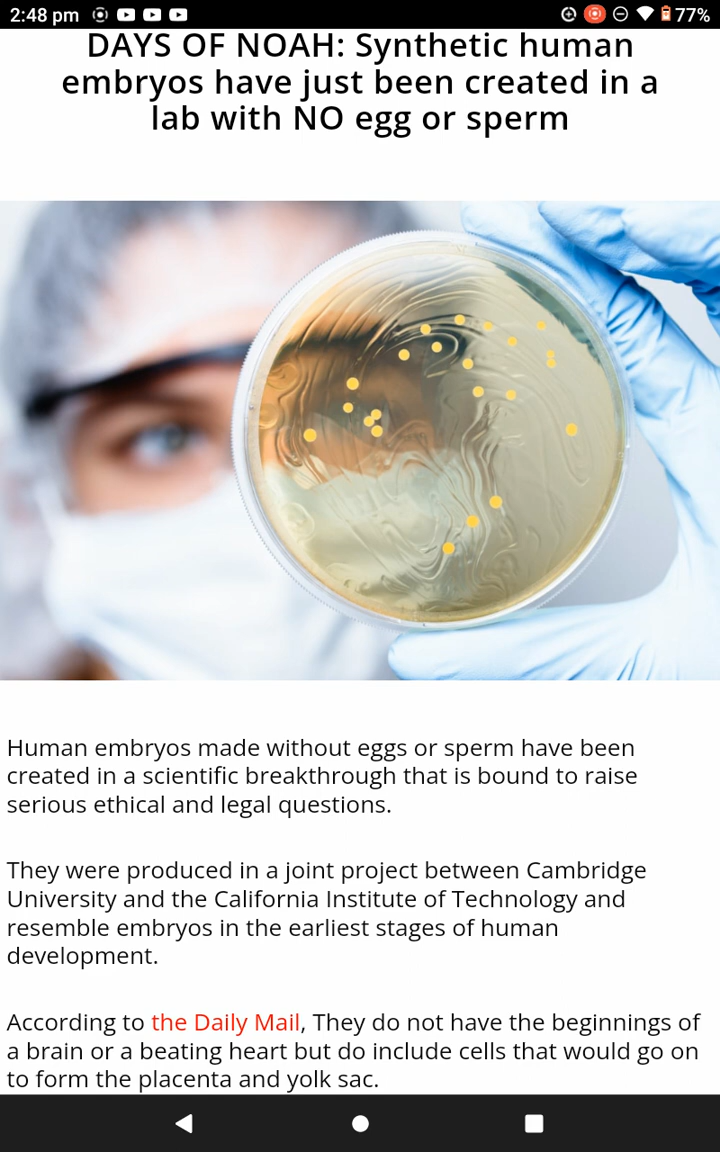 2:48 pm 77%
DAYS OF NOAH: Synthetic human
embryos have just been created in a
lab with NO egg or sperm
Human embryos made without eggs or sperm have been
created in a scientific breakthrough that is bound to raise
serious ethical and legal questions.
They were produced in a joint project between Cambridge
University and the California Institute of Technology and
resemble embryos in the earliest stages of human
development.
According to the Daily Mail, They do not have the beginnings of
a brain or a beating heart but do include cells that would go on
to form the placenta and yolk sac.